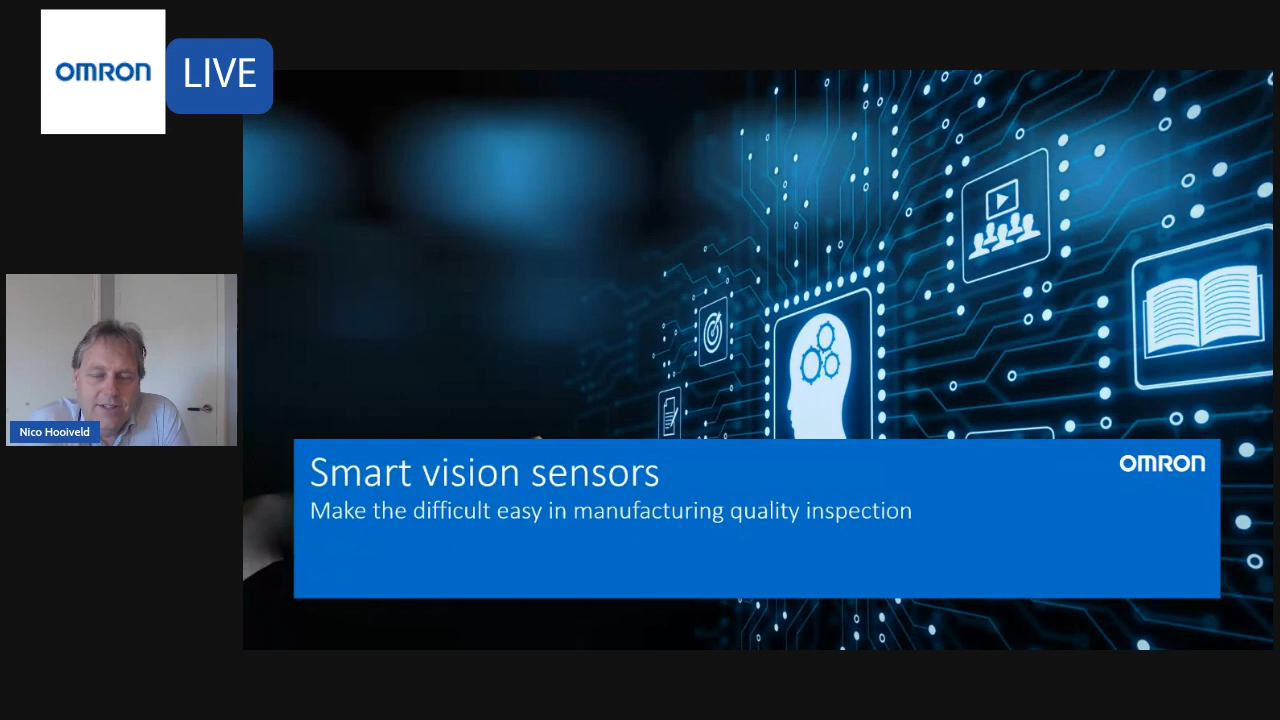 OMRON
LIVE
Nico Hooiveld
Smart vision sensors
OMRON
Make the difficult easy in manufacturing quality inspection